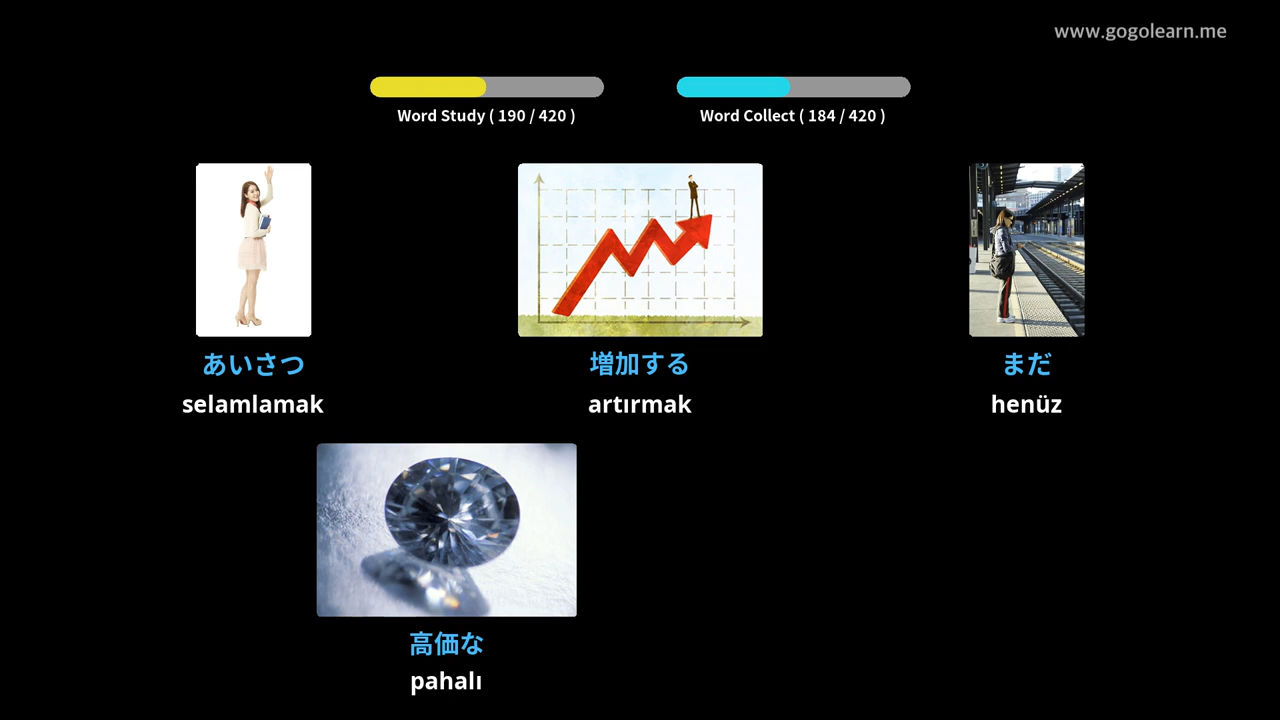 www.gogolearn.me
Word Study ( 190 / 420 )
Word Collect ( 184 / 420 )
あいさつ
selamlamak
増加する
artırmak
まだ
henüz
高価な
pahalı